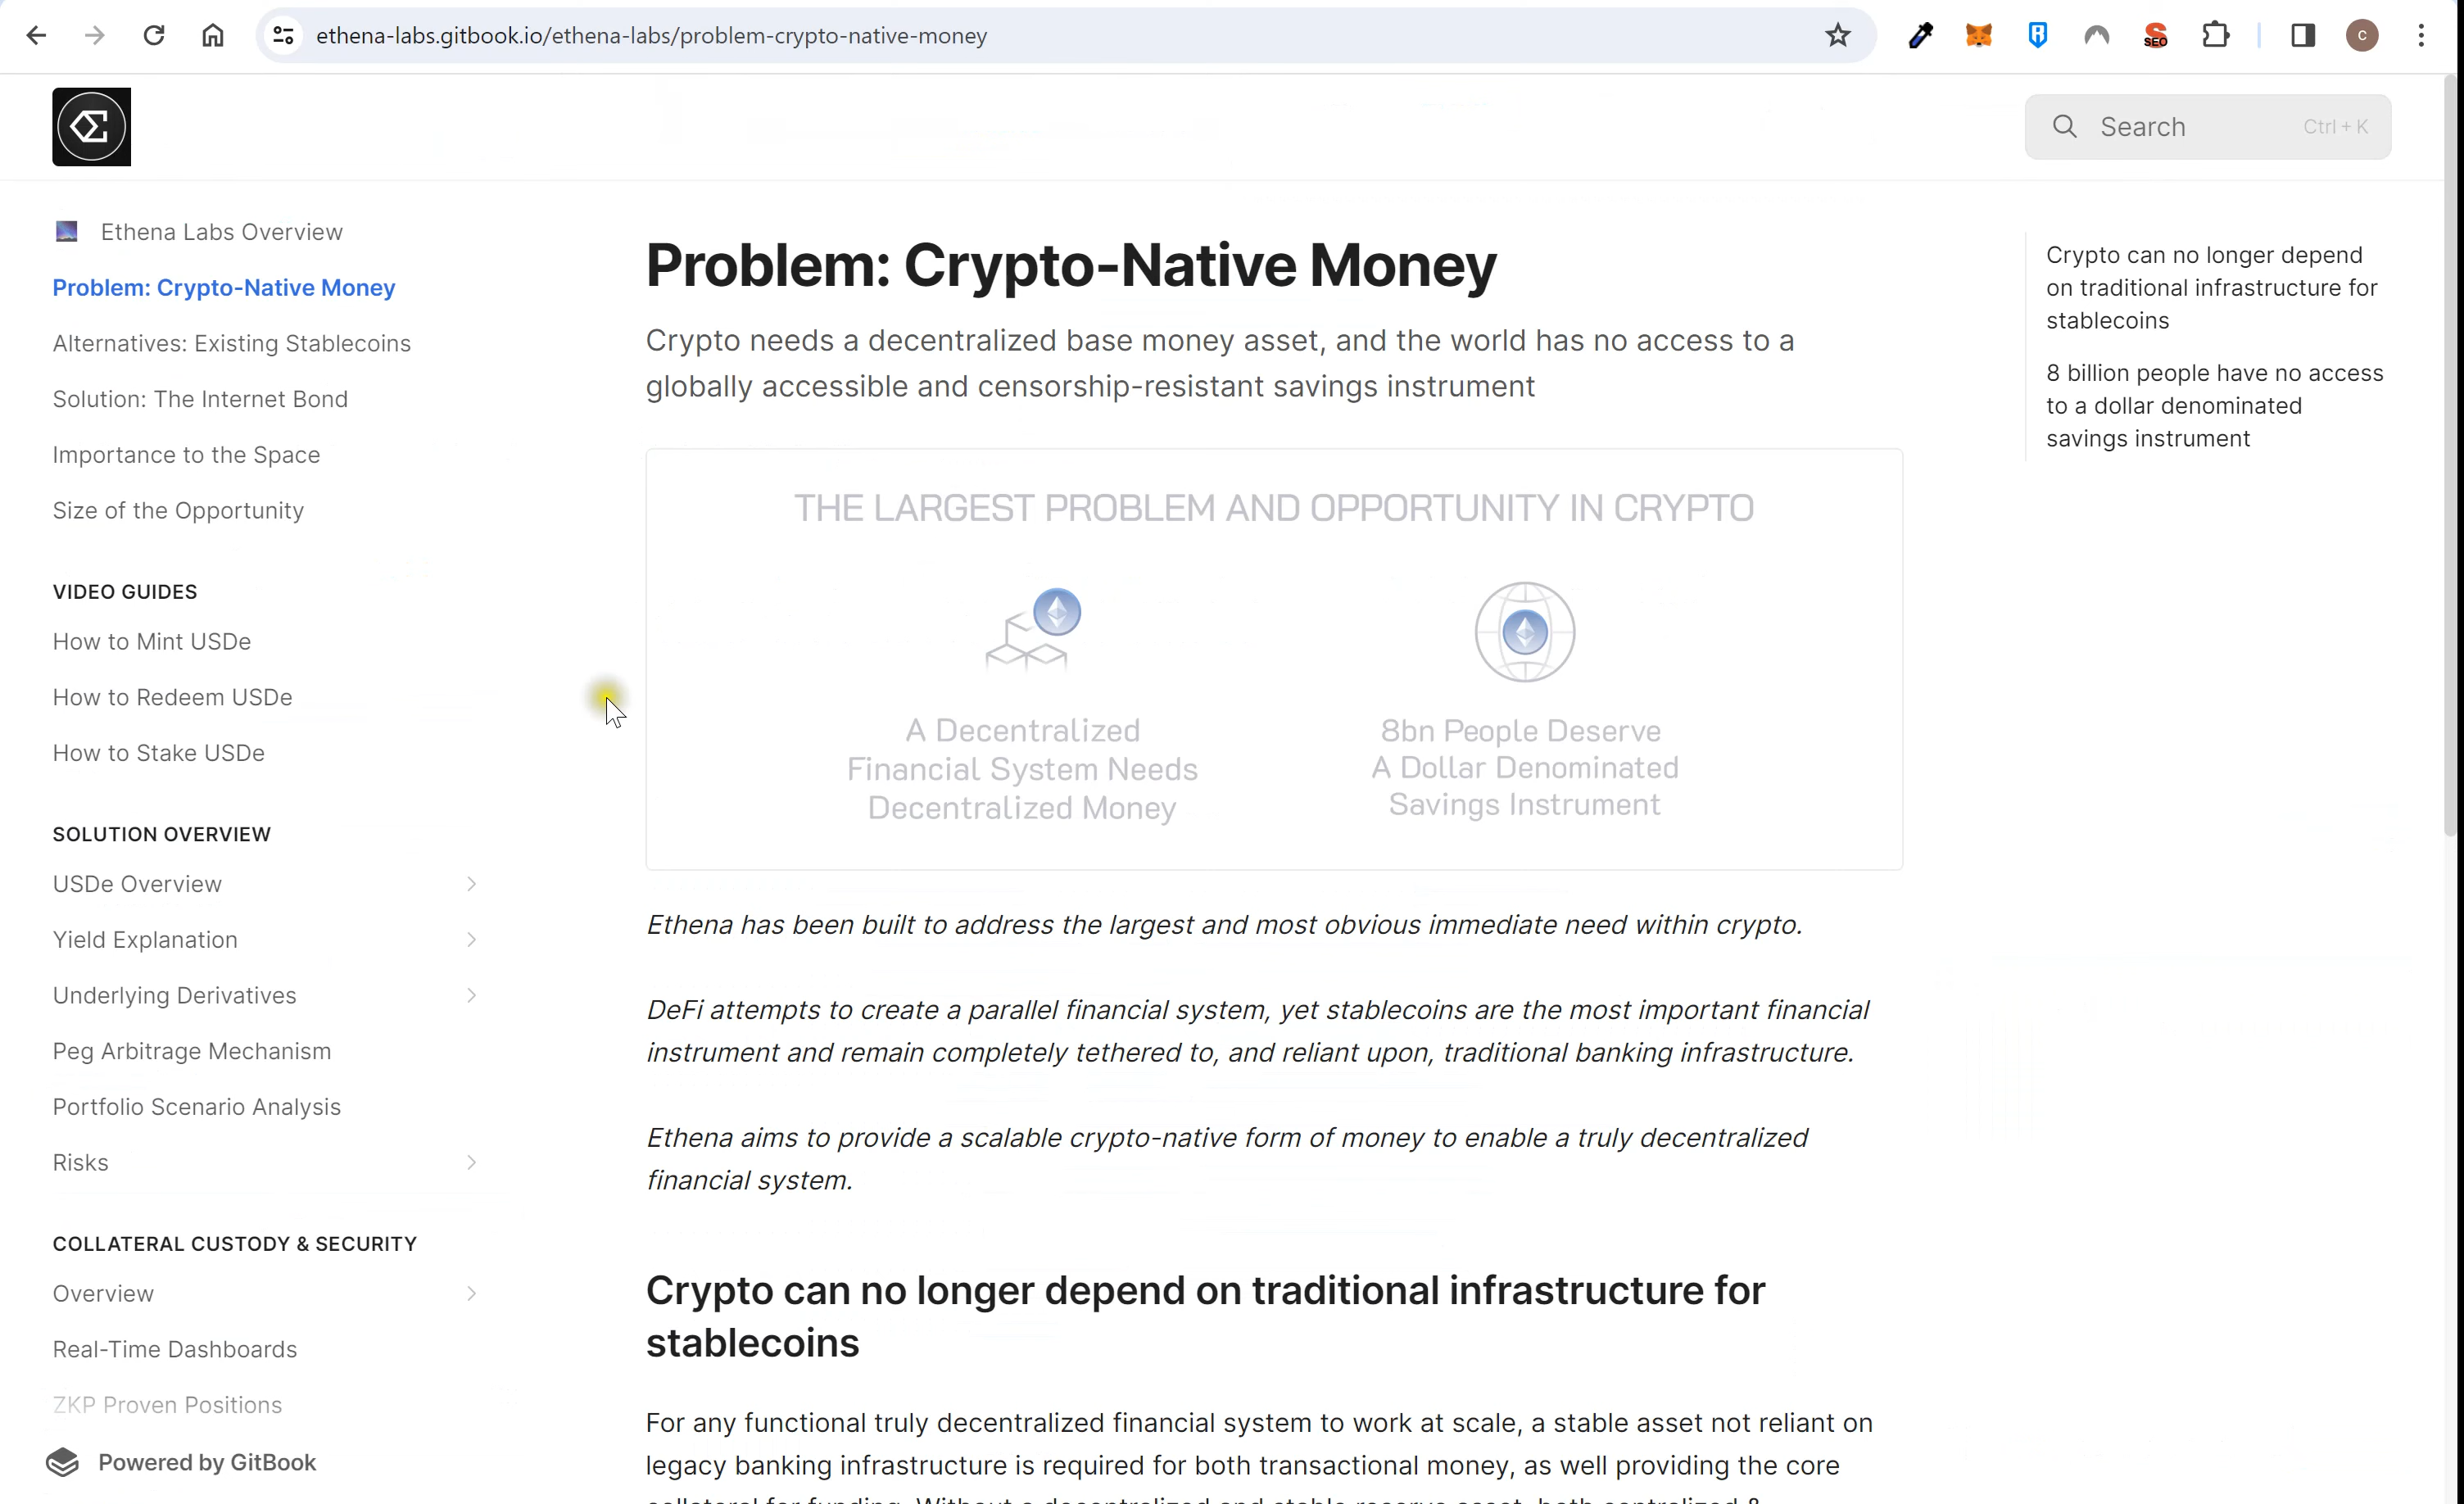 ethena-labs.gitbook.io/ethena-labs/problem-crypto-native-money
SEO
C
Search
Ctrl + K
Ethena Labs Overview
Problem: Crypto-Native Money
Alternatives: Existing Stablecoins
Solution: The Internet Bond
Importance to the Space
Size of the Opportunity
VIDEO GUIDES
How to Mint USDe
How to Redeem USDe
How to Stake USDe
SOLUTION OVERVIEW
USDe Overview
Yield Explanation
Underlying Derivatives
Peg Arbitrage Mechanism
Portfolio Scenario Analysis
Risks
COLLATERAL CUSTODY & SECURITY
Overview
Real-Time Dashboards
ZKP Proven Positions
Powered by GitBook
Problem: Crypto-Native Money
Crypto needs a decentralized base money asset, and the world has no access to a
globally accessible and censorship-resistant savings instrument
THE LARGEST PROBLEM AND OPPORTUNITY IN CRYPTO
A Decentralized
Financial System Needs
Decentralized Money
8bn People Deserve
A Dollar Denominated
Savings Instrument
Ethena has been built to address the largest and most obvious immediate need within crypto.
DeFi attempts to create a parallel financial system, yet stablecoins are the most important financial
instrument and remain completely tethered to, and reliant upon, traditional banking infrastructure.
Ethena aims to provide a scalable crypto-native form of money to enable a truly decentralized
financial system.
Crypto can no longer depend on traditional infrastructure for
stablecoins
For any functional truly decentralized financial system to work at scale, a stable asset not reliant on
legacy banking infrastructure is required for both transactional money, as well providing the core
Crypto can no longer depend
on traditional infrastructure for
stablecoins
8 billion people have no access
to a dollar denominated
savings instrument